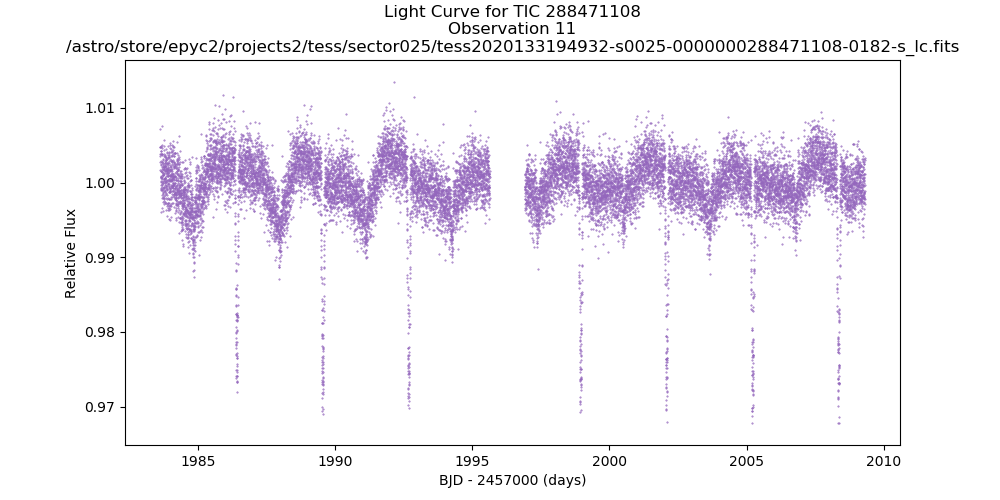 Light Curve for TIC 288471108
Observation 11
/astro/store/epyc2/projects2/tess/sector025/tess2020133194932-s0025-0000000288471108-0182-s_lc.fits
1.01
1.00
0.99
0.98
0.97
Relative Flux
1985
1990
1995
2000
2005
2010
BJD - 2457000 (days)